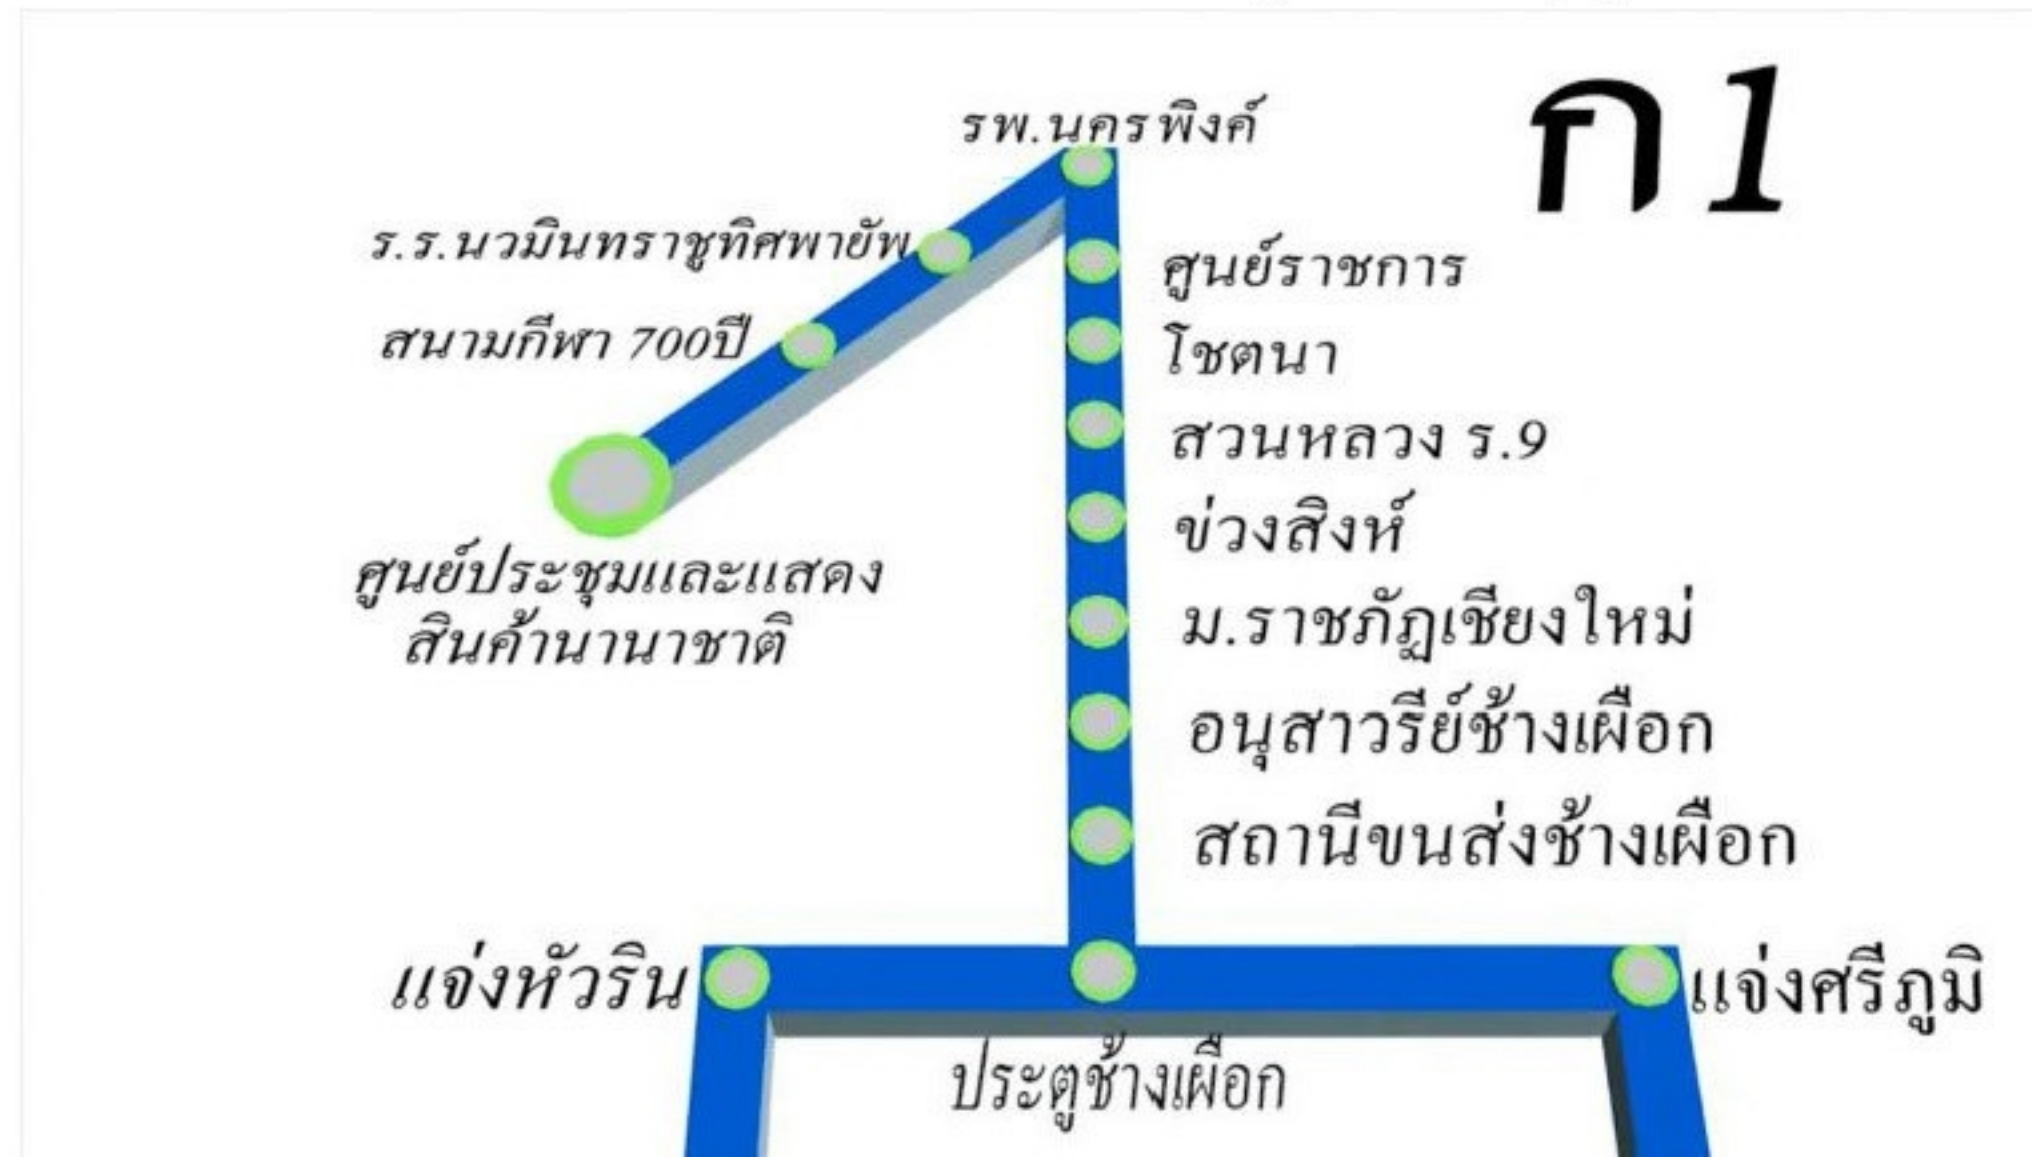 ก 1
รพ.นครพิงค์
ร.ร.นวมินทราชูทิศพายัพ
ศูนย์ราชการ
สนามกีฬา 700ปี
โชตนา
สวนหลวง ร.9
ข่วงสิงห์
ศูนย์ประชุมและแสดง
สินค้านานาชาติ
ม.ราชภัฏเชียงใหม่
อนุสาวรีย์ช้างเผือก
สถานีขนส่งช้างเผือก
แจ่งหัวริน
แจ่งศรีภูมิ
ประตูช้างเผือก